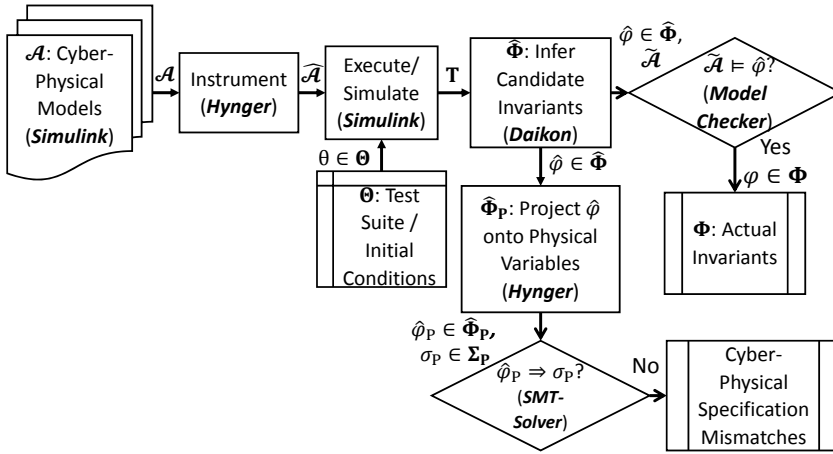 𝓐: Cyber-
Physical
Models
(Simulink)
𝓐
Instrument
(Hynger)
𝓐̂
Execute/
Simulate
(Simulink)
T
Φ̂: Infer
Candidate
Invariants
(Daikon)
φ̂ ∈ Φ̂,
𝓐̃
𝓐̃ ⊨ φ̂?
(Model
Checker)
Yes
φ ∈ Φ
Φ: Actual
Invariants
θ ∈ Θ
Θ: Test
Suite /
Initial
Conditions
φ̂ ∈ Φ̂
Φ̂P: Project φ̂
onto Physical
Variables
(Hynger)
φ̂P ∈ Φ̂P,
σP ∈ ΣP
φ̂P ⇒ σP?
(SMT-
Solver)
No
Cyber-
Physical
Specification
Mismatches